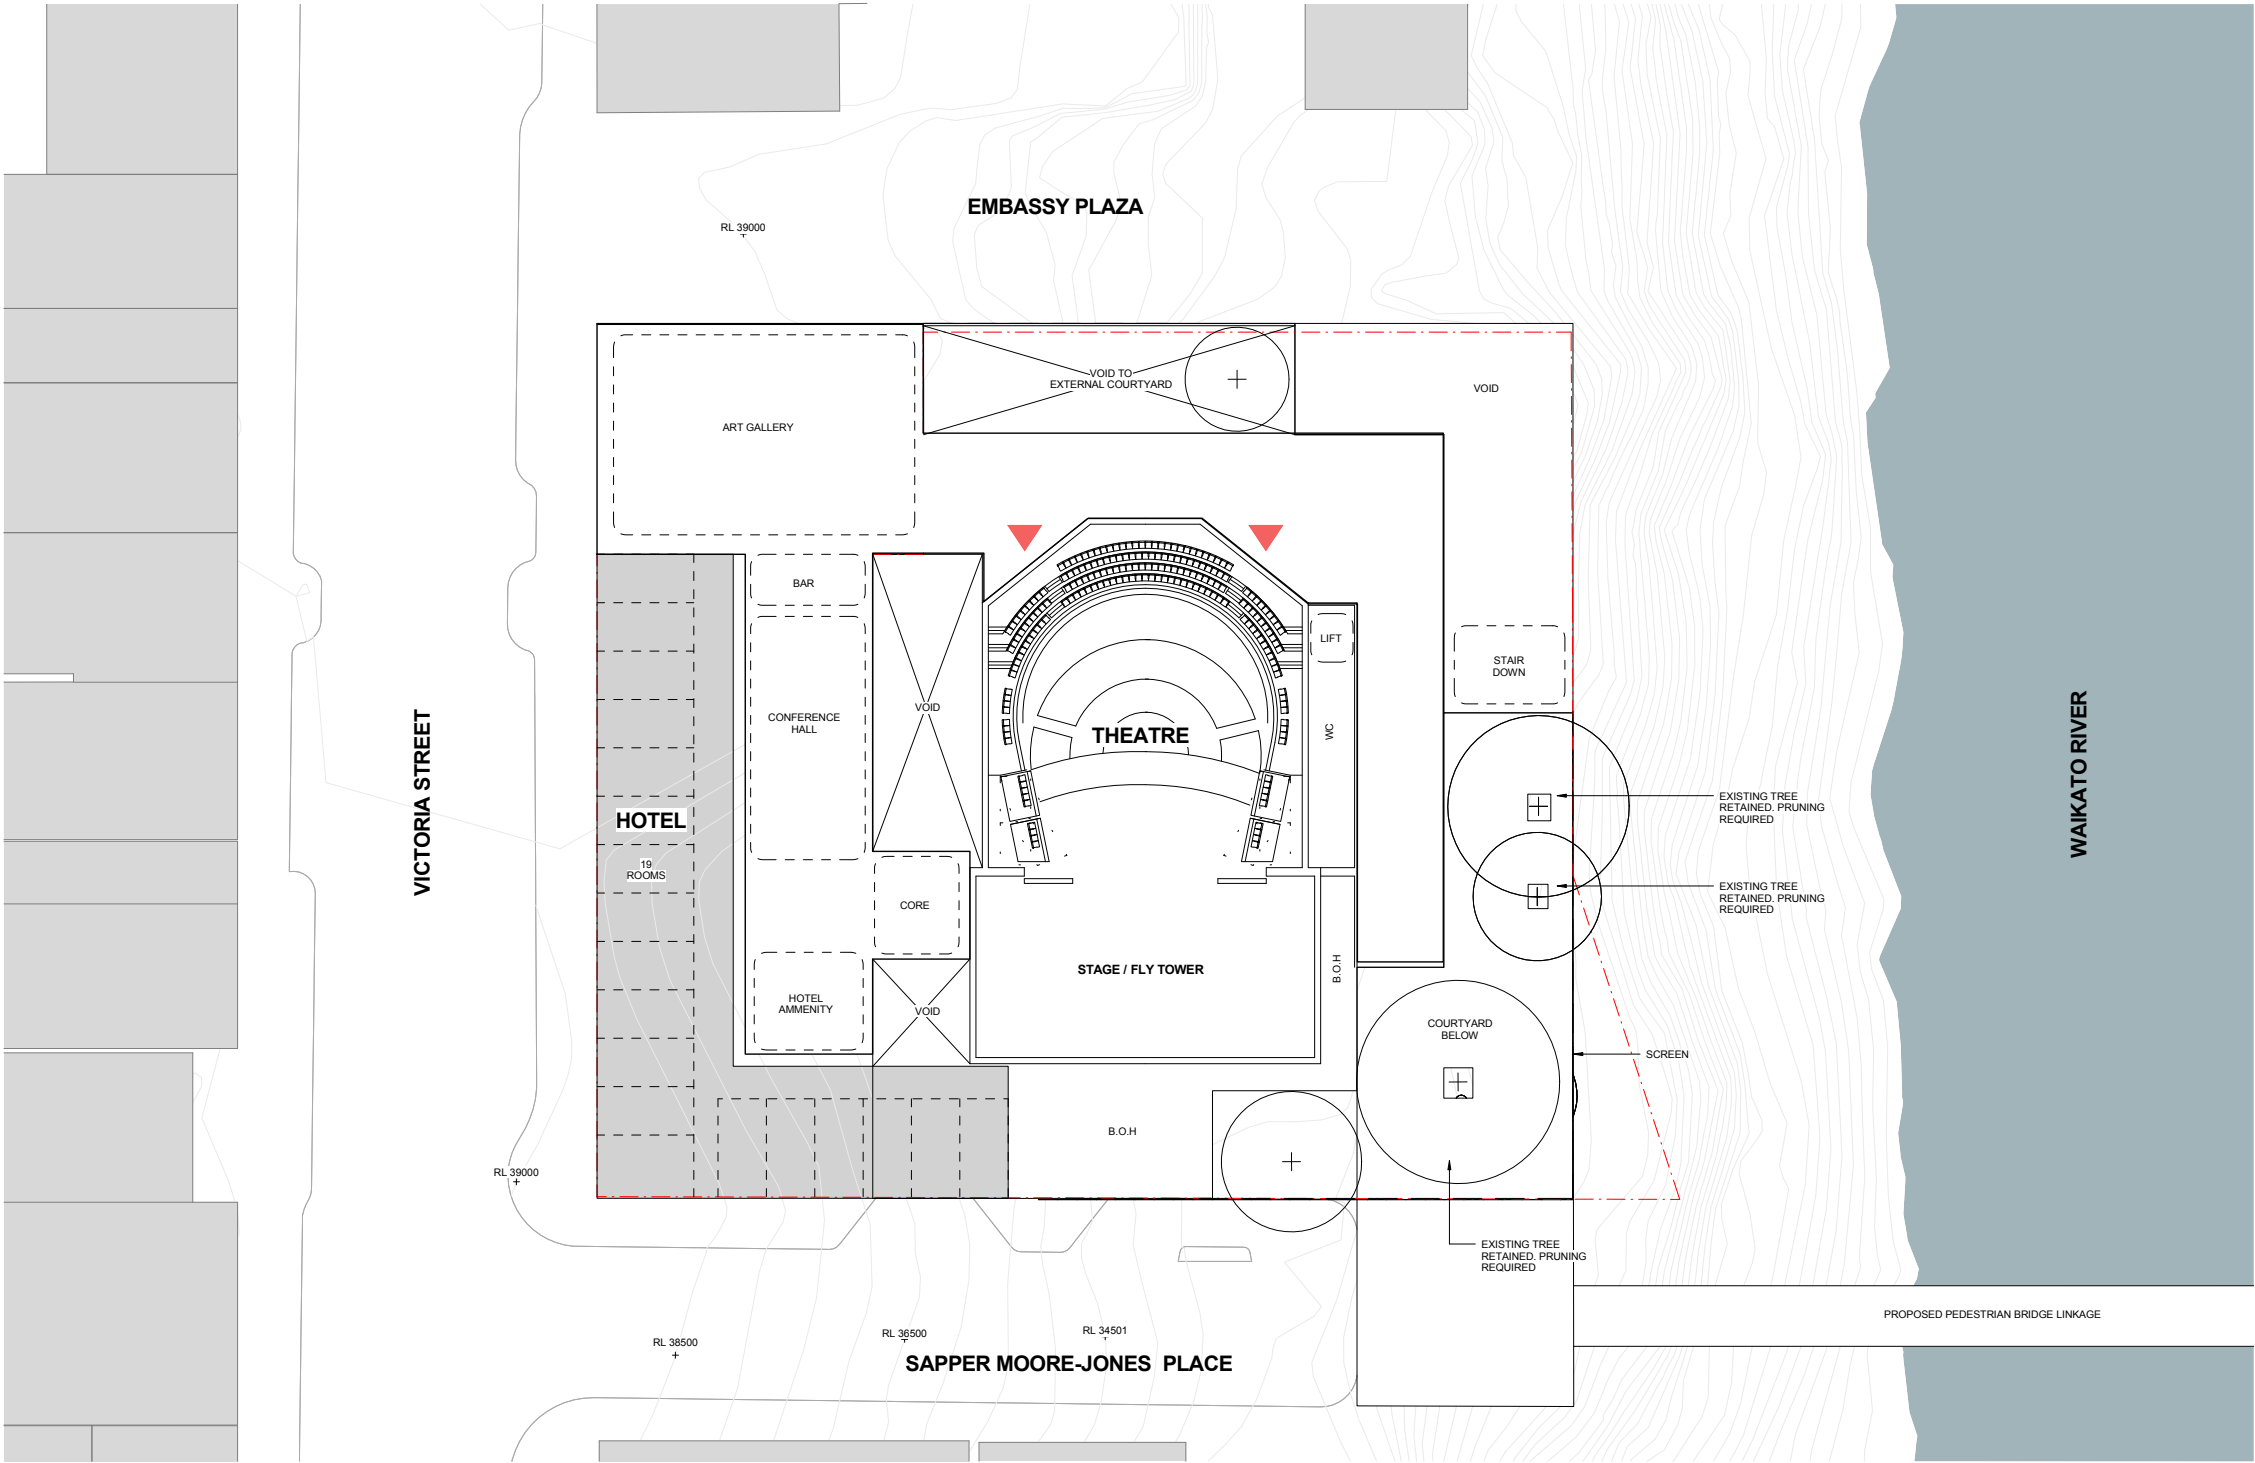 EMBASSY PLAZA
RL 39000
VOID TO
EXTERNAL COURTYARD
VOID
ART GALLERY
BAR
LIFT
STAIR
DOWN
CONFERENCE
HALL
VOID
WC
THEATRE
VICTORIA STREET
WAIKATO RIVER
HOTEL
19
ROOMS
EXISTING TREE
RETAINED. PRUNING
REQUIRED
EXISTING TREE
RETAINED. PRUNING
REQUIRED
CORE
STAGE / FLY TOWER
B.O.H
HOTEL
AMMENITY
VOID
COURTYARD
BELOW
SCREEN
B.O.H
RL 39000
EXISTING TREE
RETAINED. PRUNING
REQUIRED
PROPOSED PEDESTRIAN BRIDGE LINKAGE
RL 38500
RL 36500
RL 34501
SAPPER MOORE-JONES PLACE